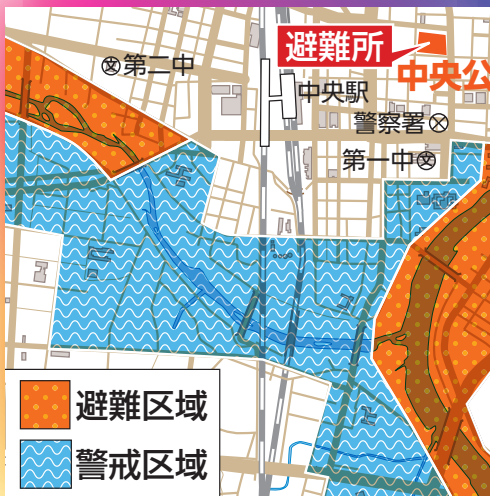 避難所
中央公
第二中
中央駅
警察署
第一中
避難区域
警戒区域